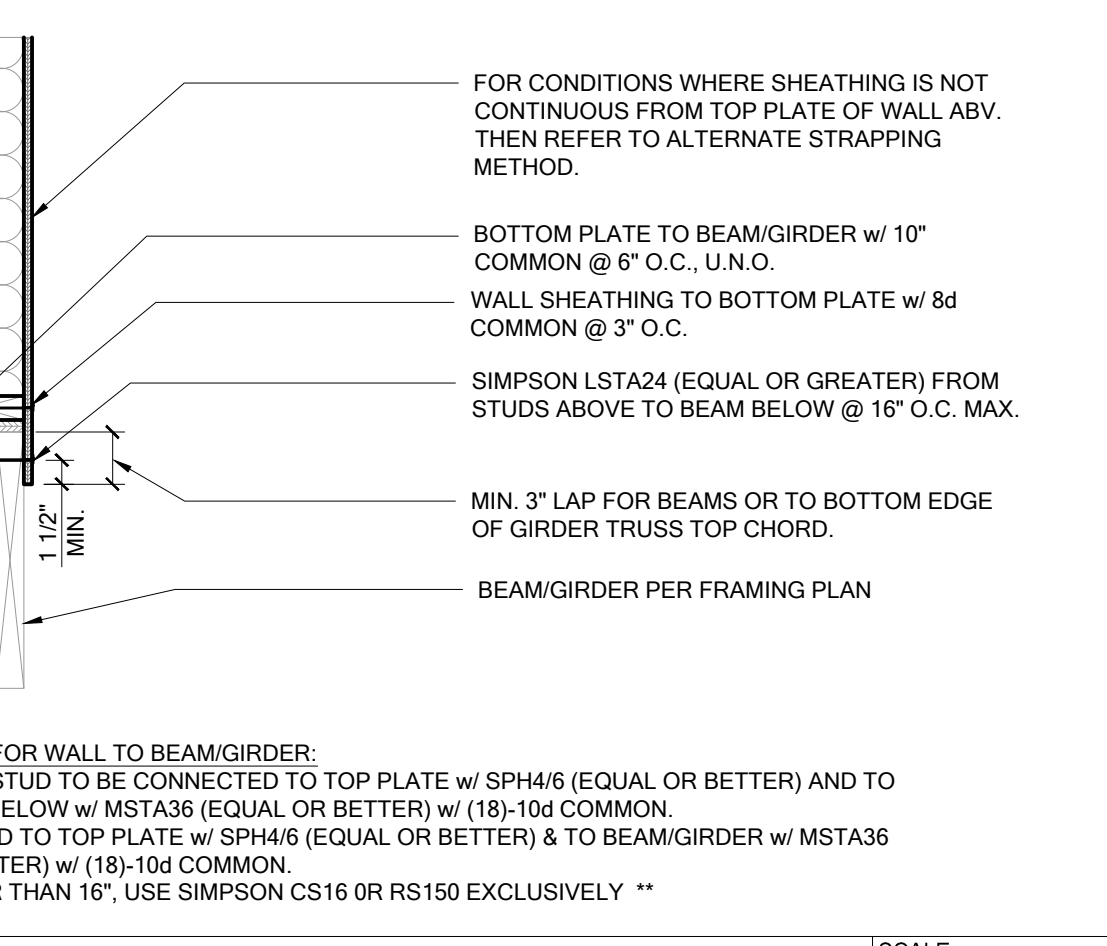 FOR CONDITIONS WHERE SHEATHING IS NOT
CONTINUOUS FROM TOP PLATE OF WALL ABV.
THEN REFER TO ALTERNATE STRAPPING
METHOD.
BOTTOM PLATE TO BEAM/GIRDER w/ 10"
COMMON @ 6" O.C., U.N.O.
WALL SHEATHING TO BOTTOM PLATE w/ 8d
COMMON @ 3" O.C.
SIMPSON LSTA24 (EQUAL OR GREATER) FROM
STUDS ABOVE TO BEAM BELOW @ 16" O.C. MAX.
MIN. 3" LAP FOR BEAMS OR TO BOTTOM EDGE
OF GIRDER TRUSS TOP CHORD.
1 1/2"
MIN.
BEAM/GIRDER PER FRAMING PLAN
FOR WALL TO BEAM/GIRDER:
STUD TO BE CONNECTED TO TOP PLATE w/ SPH4/6 (EQUAL OR BETTER) AND TO
ELOW w/ MSTA36 (EQUAL OR BETTER) w/ (18)-10d COMMON.
D TO TOP PLATE w/ SPH4/6 (EQUAL OR BETTER) & TO BEAM/GIRDER w/ MSTA36
TER) w/ (18)-10d COMMON.
R THAN 16", USE SIMPSON CS16 0R RS150 EXCLUSIVELY **
SCALE